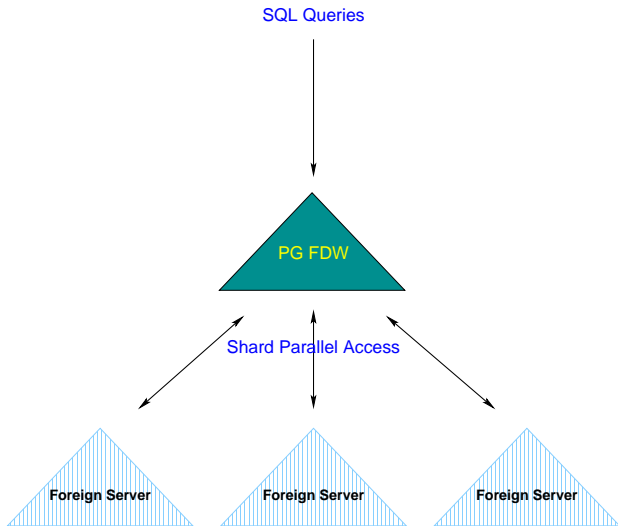 SQL Queries
PG FDW
Shard Parallel Access
Foreign Server
Foreign Server
Foreign Server